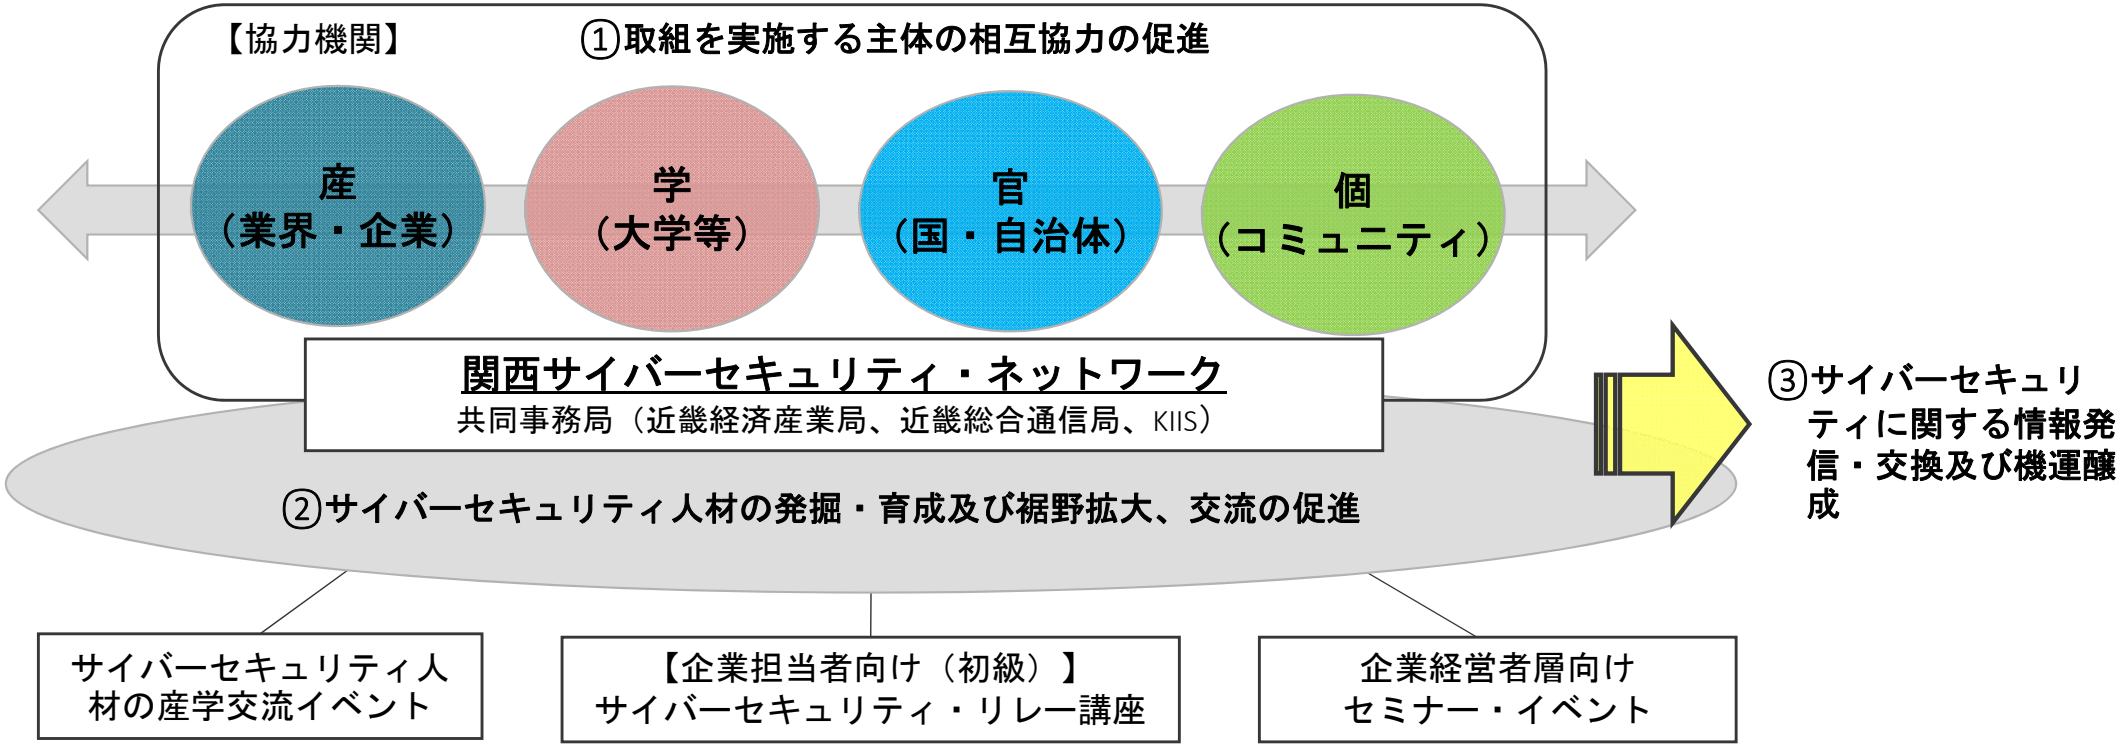 【協力機関】
①取組を実施する主体の相互協力の促進
産
（業界・企業）
学
（大学等）
官
（国・自治体）
個
（コミュニティ）
関西サイバーセキュリティ・ネットワーク
共同事務局（近畿経済産業局、近畿総合通信局、KIIS）
②サイバーセキュリティ人材の発掘・育成及び裾野拡大、交流の促進
③サイバーセキュリ
ティに関する情報発
信・交換及び機運醸
成
サイバーセキュリティ人
材の産学交流イベント
【企業担当者向け（初級）】
サイバーセキュリティ・リレー講座
企業経営者層向け
セミナー・イベント